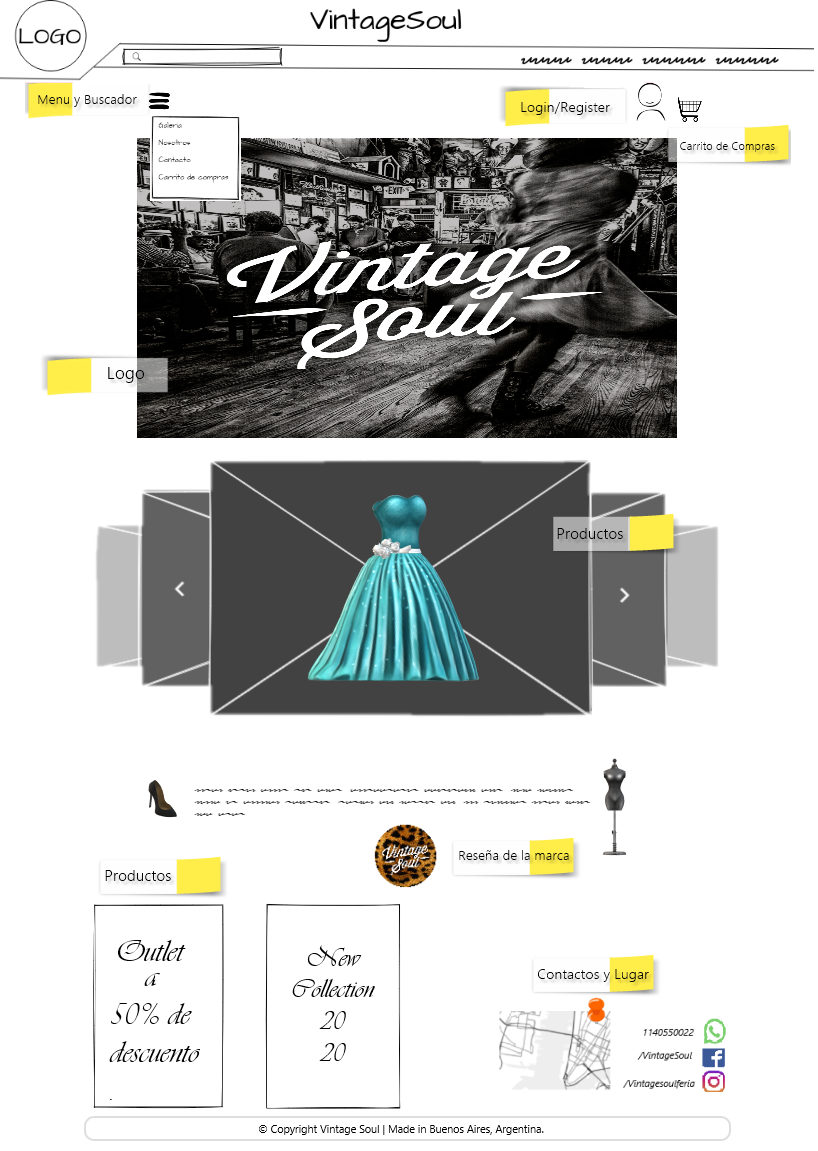 VintageSoul
LOGO
Menu y Buscador
Login/Register
Galeria
Nosotros
Contacto
Carrito de compras
Carrito de Compras
EXIT
Vintage
Soul
Logo
Productos
Reseña de la marca
Vintage
Soul
Productos
Outlet
a
50% de
descuento
.
New
Collection
20
20
Contactos y Lugar
1140550022
/VintageSoul
/Vintagesoulferia
© Copyright Vintage Soul | Made in Buenos Aires, Argentina.